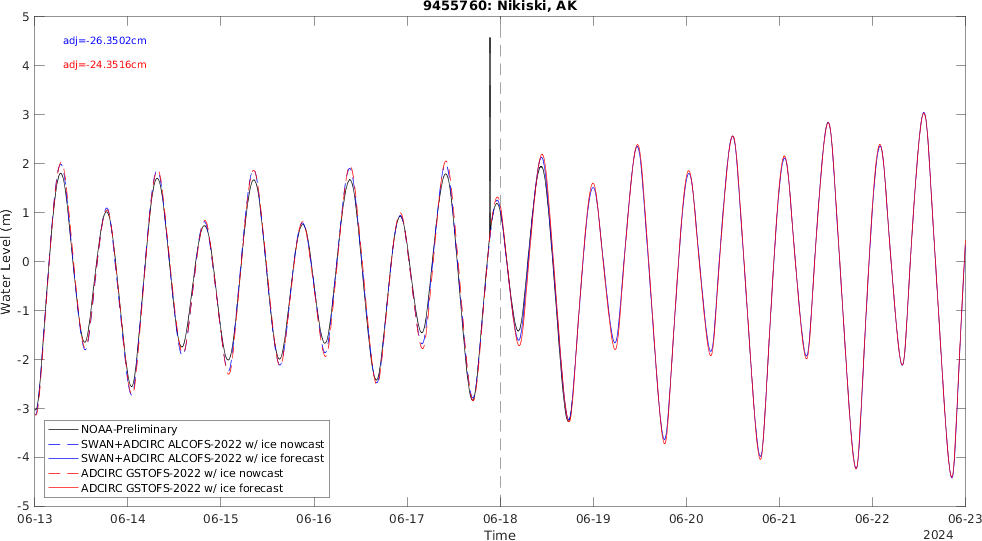 9455760: Nikiski, AK
adj=-26.3502cm
adj=-24.3516cm
5
4
3
2
1
0
-1
-2
-3
-4
-5
Water Level (m)
NOAA-Preliminary
SWAN+ADCIRC ALCOFS-2022 w/ ice nowcast
SWAN+ADCIRC ALCOFS-2022 w/ ice forecast
ADCIRC GSTOFS-2022 w/ ice nowcast
ADCIRC GSTOFS-2022 w/ ice forecast
06-13 06-14 06-15 06-16 06-17 06-18 06-19 06-20 06-21 06-22 06-23
Time
2024